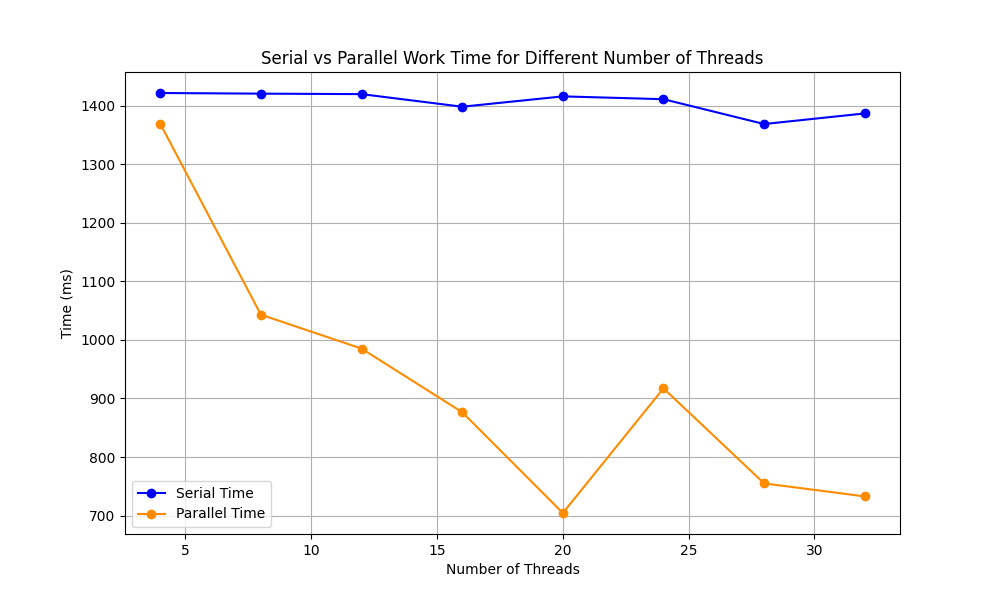 Serial vs Parallel Work Time for Different Number of Threads
1400
1300
1200
1100
1000
900
800
700
Time (ms)
Serial Time
Parallel Time
5
10
15
20
25
30
Number of Threads